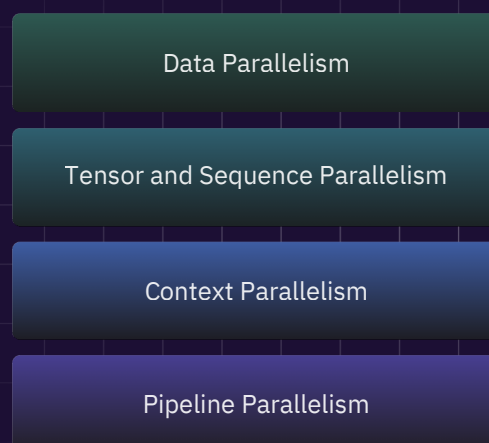 Data Parallelism
Tensor and Sequence Parallelism
Context Parallelism
Pipeline Parallelism